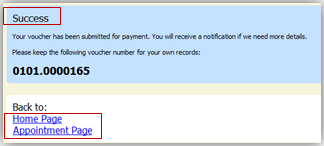 Success
Your voucher has been submitted for payment. You will receive a notification if we need more details.
Please keep the following voucher number for your own records:
0101.0000165
Back to:
Home Page
Appointment Page